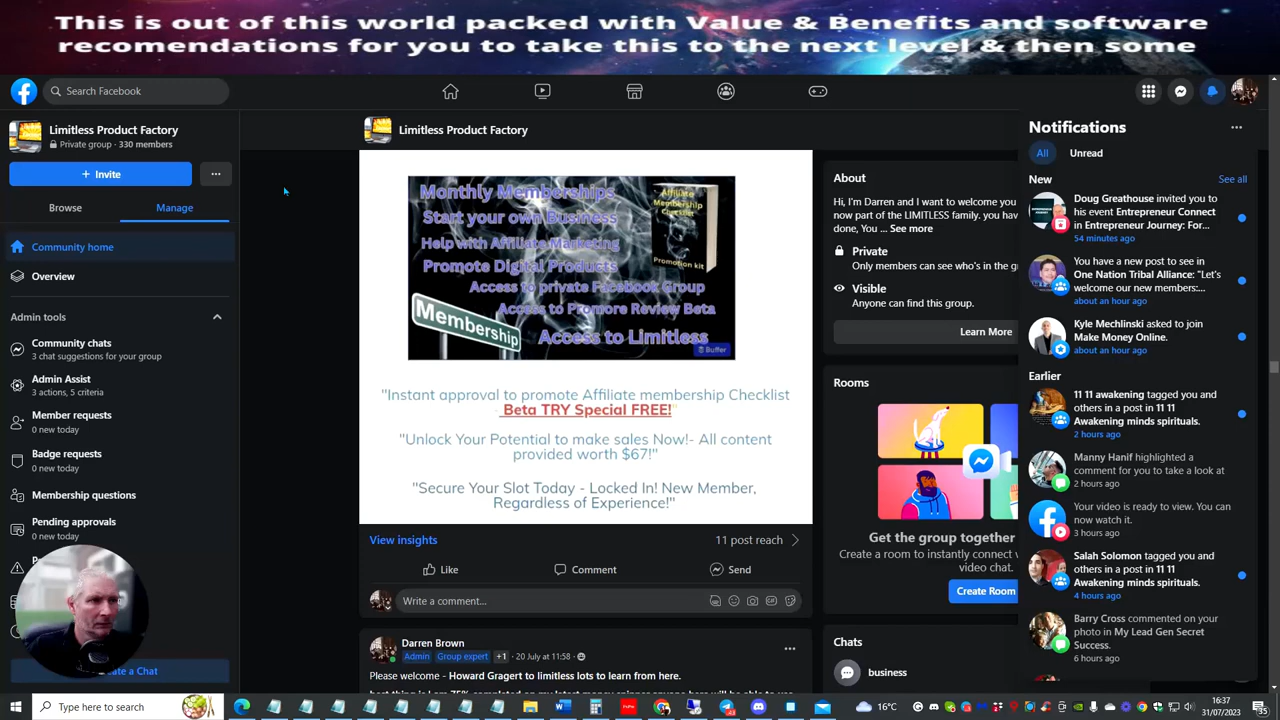 This is out of this world packed with Value & Benefits and software
recomendations for you to take this to the next level & then some
Search Facebook
Limitless Product Factory
Private group · 330 members
+ Invite
Browse
Manage
Community home
Overview
Admin tools
Community chats
3 chat suggestions for your group
Admin Assist
3 actions, 5 criteria
Member requests
0 new today
Badge requests
0 new today
Membership questions
Pending approvals
0 new today
e a Chat
Limitless Product Factory
Monthly Memberships
Start your own Business
Help with Affiliate Marketing
Promote Digital Products
Access to private Facebook Group
Access to Promore Review Beta
Access to Limitless
Affiliate
Membership
Checklist
Promotion kit
Membership
Buffer
"Instant approval to promote Affiliate membership Checklist
- Beta TRY Special FREE!"
"Unlock Your Potential to make sales Now!- All content
provided worth $67!"
"Secure Your Slot Today - Locked In! New Member,
Regardless of Experience!"
View insights
11 post reach
Like
Comment
Send
Write a comment...
GIF
Darren Brown
Admin Group expert +1 · 20 July at 11:58 ·
Please welcome - Howard Gragert to limitless lots to learn from here.
About
Hi, I'm Darren and I want to welcome you
now part of the LIMITLESS family. you have
done, You ... See more
Private
Only members can see who's in the g
Visible
Anyone can find this group.
Learn More
Rooms
Get the group together
Create a room to instantly connect
video chat.
Create Room
Chats
business
Notifications
All
Unread
New
See all
Doug Greathouse invited you to
his event Entrepreneur Connect
in Entrepreneur Journey: For...
54 minutes ago
You have a new post to see in
One Nation Tribal Alliance: "Let's
welcome our new members:...
about an hour ago
Kyle Mechlinski asked to join
Make Money Online.
about an hour ago
Earlier
11 11 awakening tagged you and
others in a post in 11 11
Awakening minds spirituals.
2 hours ago
Manny Hanif highlighted a
comment for you to take a look at
2 hours ago
Your video is ready to view. You can
now watch it.
3 hours ago
Salah Solomon tagged you and
others in a post in 11 11
Awakening minds spirituals.
4 hours ago
Barry Cross commented on your
photo in My Lead Gen Secret
Success.
6 hours ago
Type here to search
16°C
16:37
31/07/2023